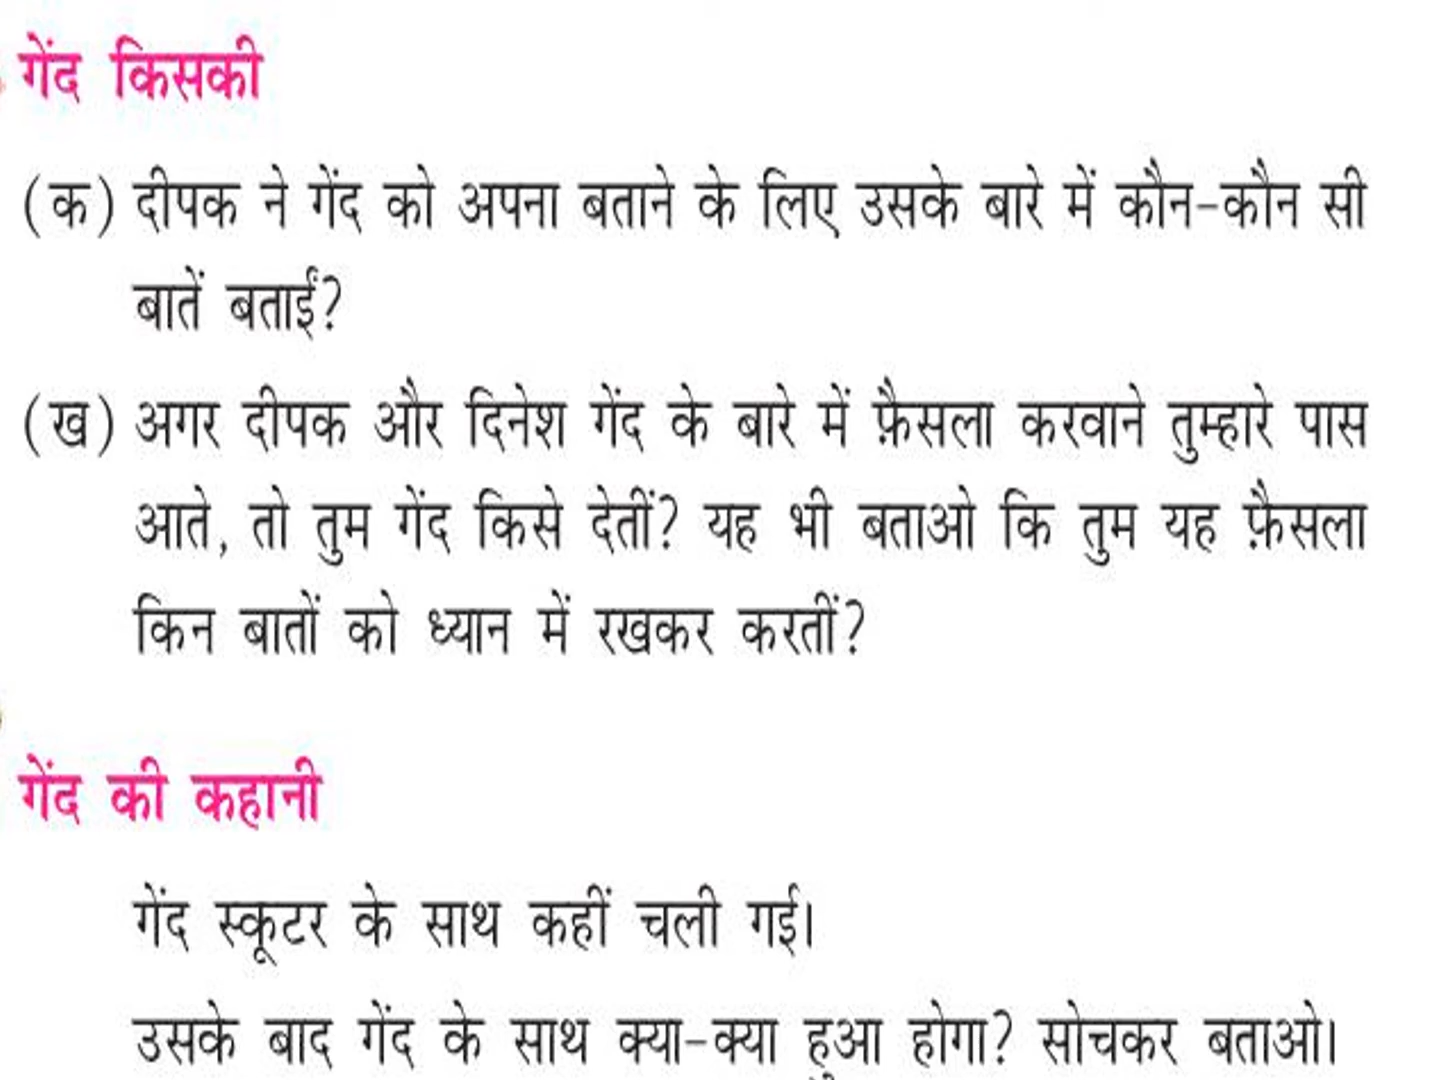 गेंद किसकी
(क) दीपक ने गेंद को अपना बताने के लिए उसके बारे में कौन-कौन सी
बातें बताईं?
(ख) अगर दीपक और दिनेश गेंद के बारे में फ़ैसला करवाने तुम्हारे पास
आते, तो तुम गेंद किसे देतीं? यह भी बताओ कि तुम यह फ़ैसला
किन बातों को ध्यान में रखकर करतीं?
गेंद की कहानी
गेंद स्कूटर के साथ कहीं चली गई।
उसके बाद गेंद के साथ क्या-क्या हुआ होगा? सोचकर बताओ।